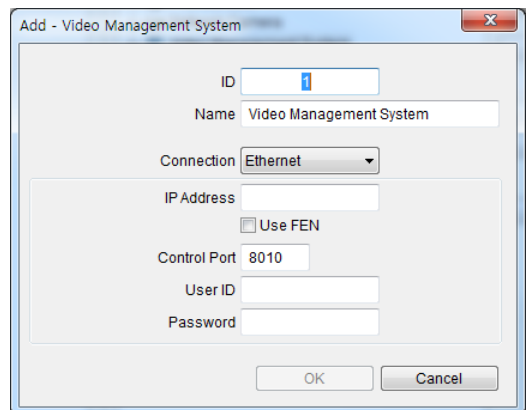 Add - Video Management System
ID 1
Name Video Management System
Connection Ethernet
IP Address
Use FEN
Control Port 8010
User ID
Password
OK Cancel